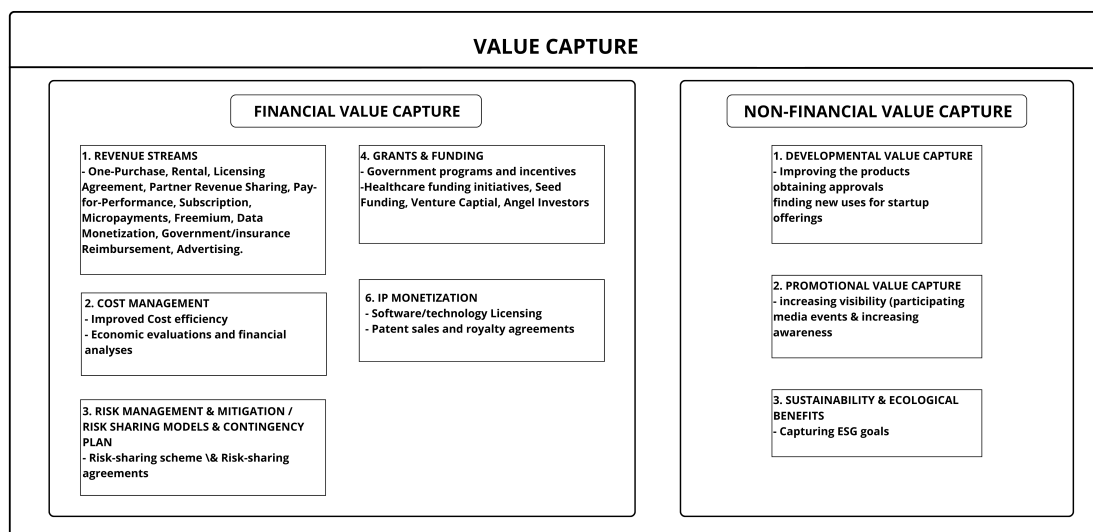 VALUE CAPTURE
FINANCIAL VALUE CAPTURE
1. REVENUE STREAMS
- One-Purchase, Rental, Licensing
Agreement, Partner Revenue Sharing, Pay-
for-Performance, Subscription,
Micropayments, Freemium, Data
Monetization, Government/insurance
Reimbursement, Advertising.
2. COST MANAGEMENT
- Improved Cost efficiency
- Economic evaluations and financial
analyses
3. RISK MANAGEMENT & MITIGATION /
RISK SHARING MODELS & CONTINGENCY
PLAN
- Risk-sharing scheme \& Risk-sharing
agreements
4. GRANTS & FUNDING
- Government programs and incentives
-Healthcare funding initiatives, Seed
Funding, Venture Captial, Angel Investors
6. IP MONETIZATION
- Software/technology Licensing
- Patent sales and royalty agreements
NON-FINANCIAL VALUE CAPTURE
1. DEVELOPMENTAL VALUE CAPTURE
- Improving the products
obtaining approvals
finding new uses for startup
offerings
2. PROMOTIONAL VALUE CAPTURE
- increasing visibility (participating
media events & increasing
awareness
3. SUSTAINABILITY & ECOLOGICAL
BENEFITS
- Capturing ESG goals